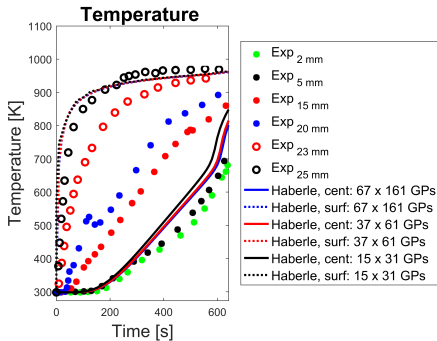 Temperature
1100
1000
900
800
700
600
500
400
300
0
200
400
600
Temperature [K]
Time [s]
Exp 2 mm
Exp 5 mm
Exp 15 mm
Exp 20 mm
Exp 23 mm
Exp 25 mm
Haberle, cent: 67 x 161 GPs
Haberle, surf: 67 x 161 GPs
Haberle, cent: 37 x 61 GPs
Haberle, surf: 37 x 61 GPs
Haberle, cent: 15 x 31 GPs
Haberle, surf: 15 x 31 GPs